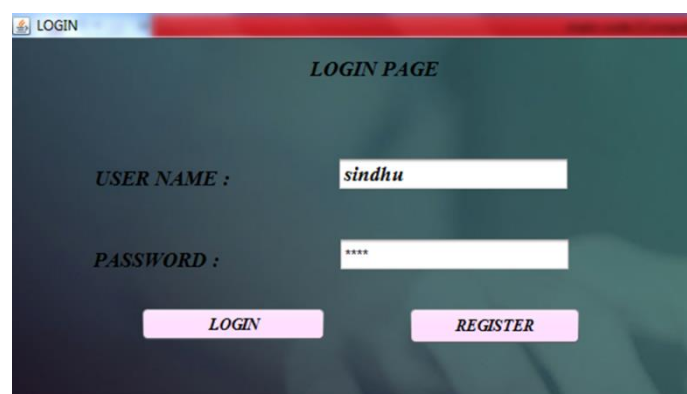 LOGIN
LOGIN PAGE
USER NAME : sindhu
PASSWORD : ****
LOGIN REGISTER